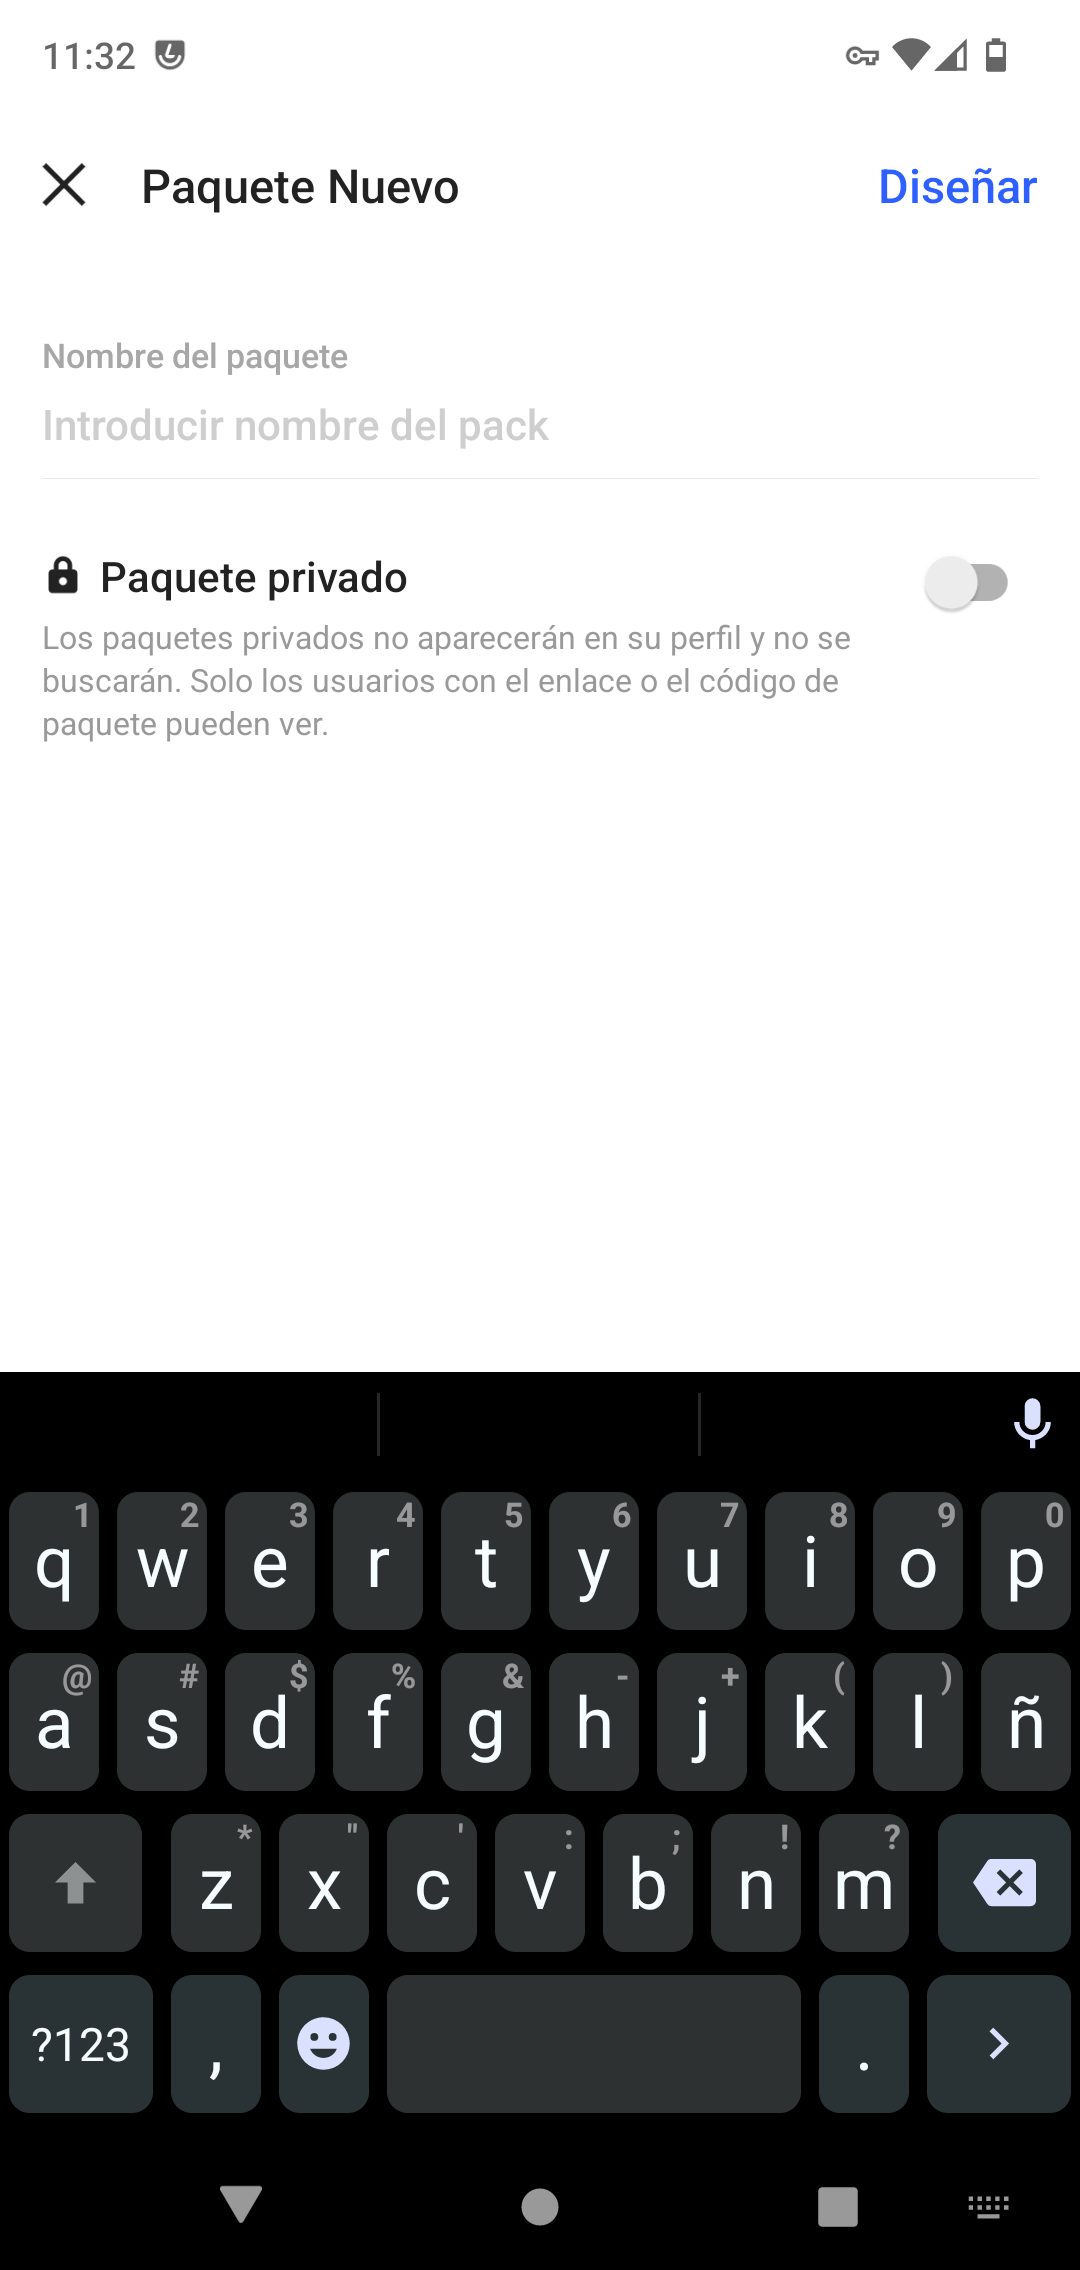 11:32
Paquete Nuevo
Diseñar
Nombre del paquete
Introducir nombre del pack
Paquete privado
Los paquetes privados no aparecerán en su perfil y no se
buscarán. Solo los usuarios con el enlace o el código de
paquete pueden ver.
1 2 3 4 5 6 7 8 9 0
q w e r t y u i o p
@ # $ % & - + ( )
a s d f g h j k l ñ
* " ' : ; ! ?
z x c v b n m
?123 , .